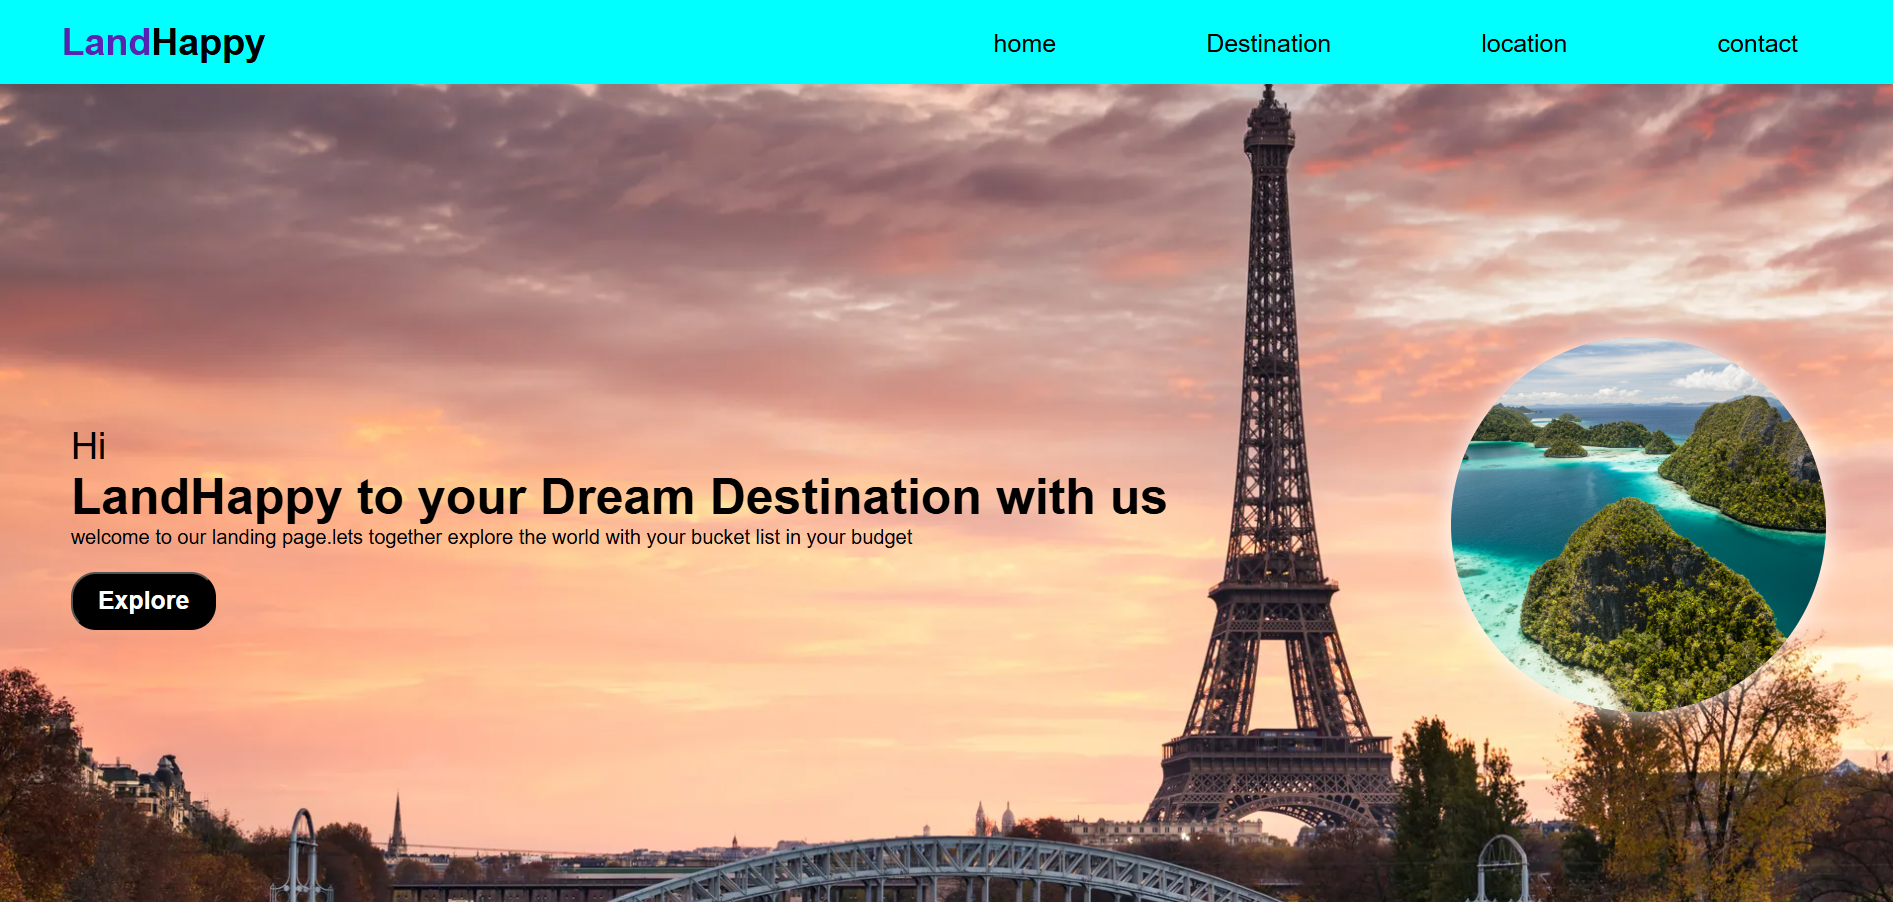 LandHappy home Destination location contact
Hi
LandHappy to your Dream Destination with us
welcome to our landing page.lets together explore the world with your bucket list in your budget
Explore